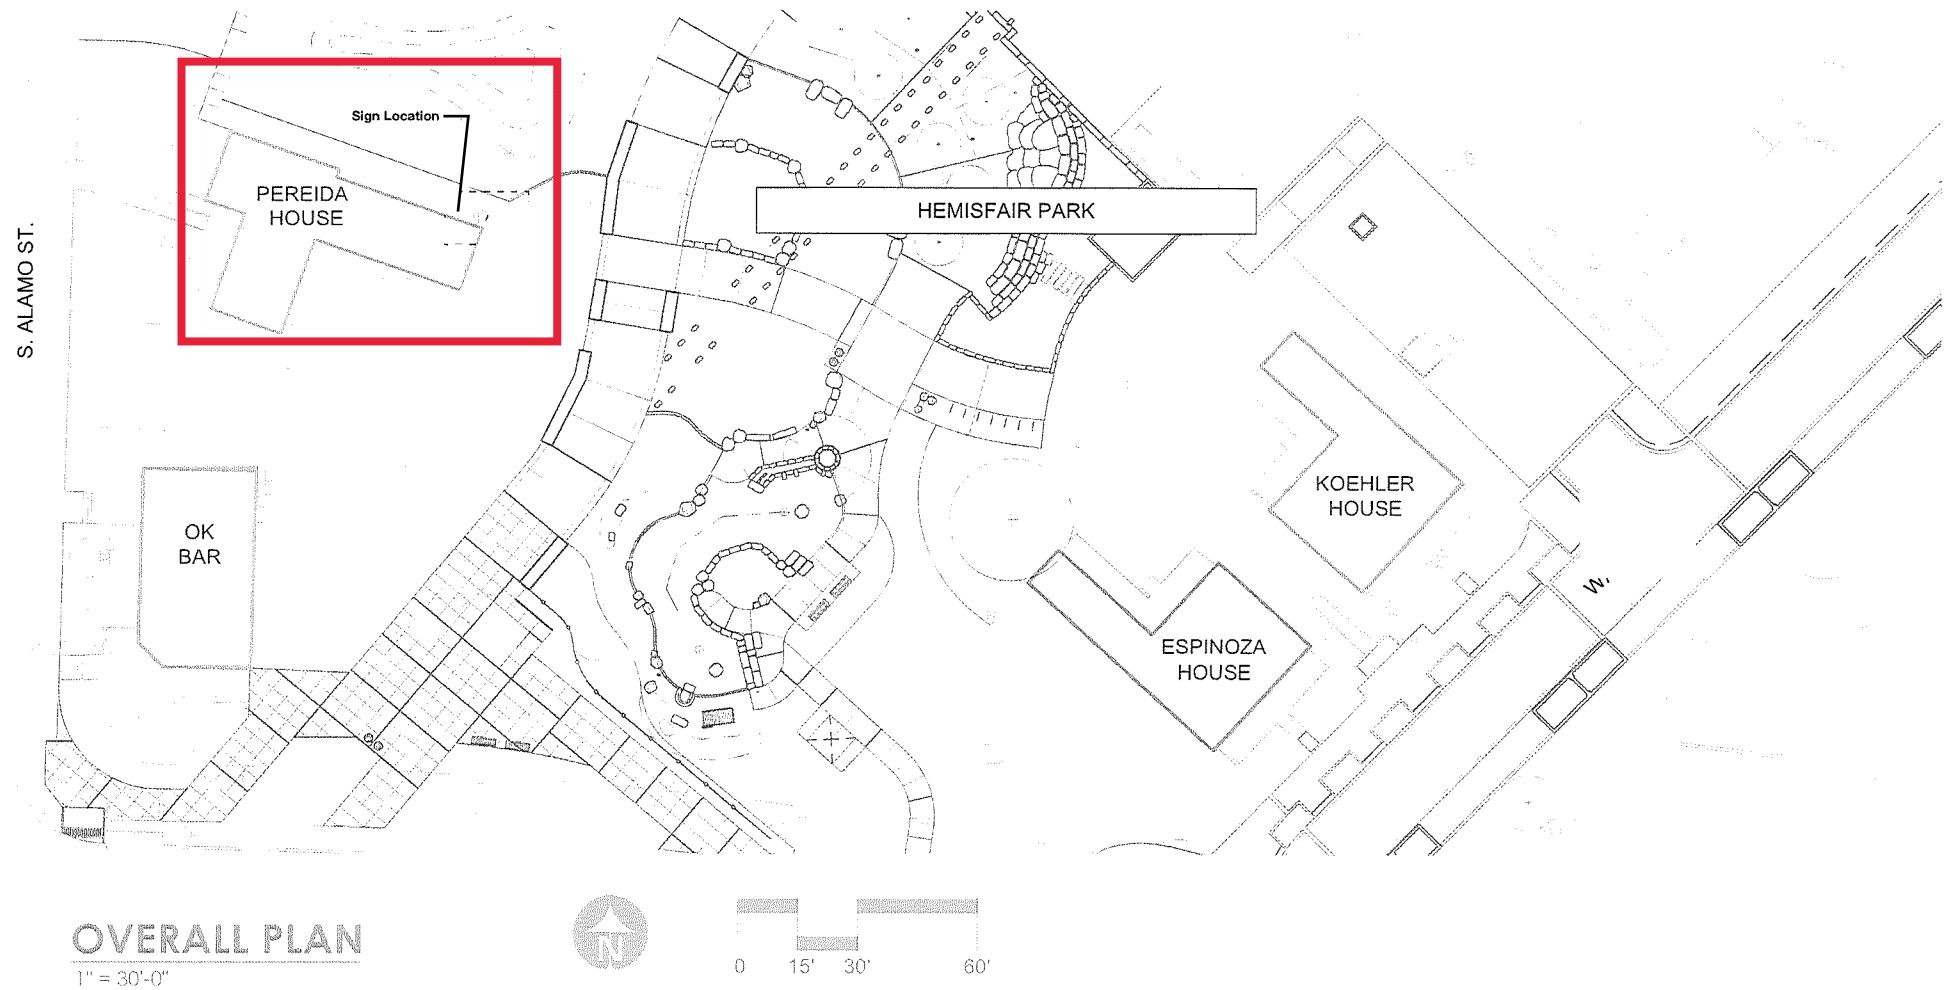 Sign Location
PEREIDA
HOUSE
HEMISFAIR PARK
S. ALAMO ST.
KOEHLER
HOUSE
OK
BAR
W.
ESPINOZA
HOUSE
OVERALL PLAN
1" = 30'-0"
N
0 15' 30' 60'